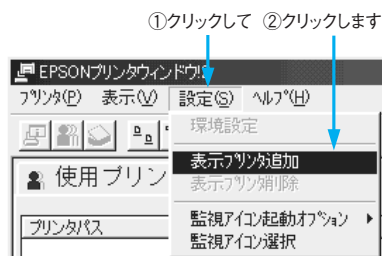 ①クリックして ②クリックします
EPSONプリンタウィンドウ!2
プリンタ(P) 表示(V) 設定(S) ヘルプ(H)
環境設定
表示プリンタ追加
使用プリン
表示プリンタ削除
プリンタパス
監視アイコン起動オプション
監視アイコン選択